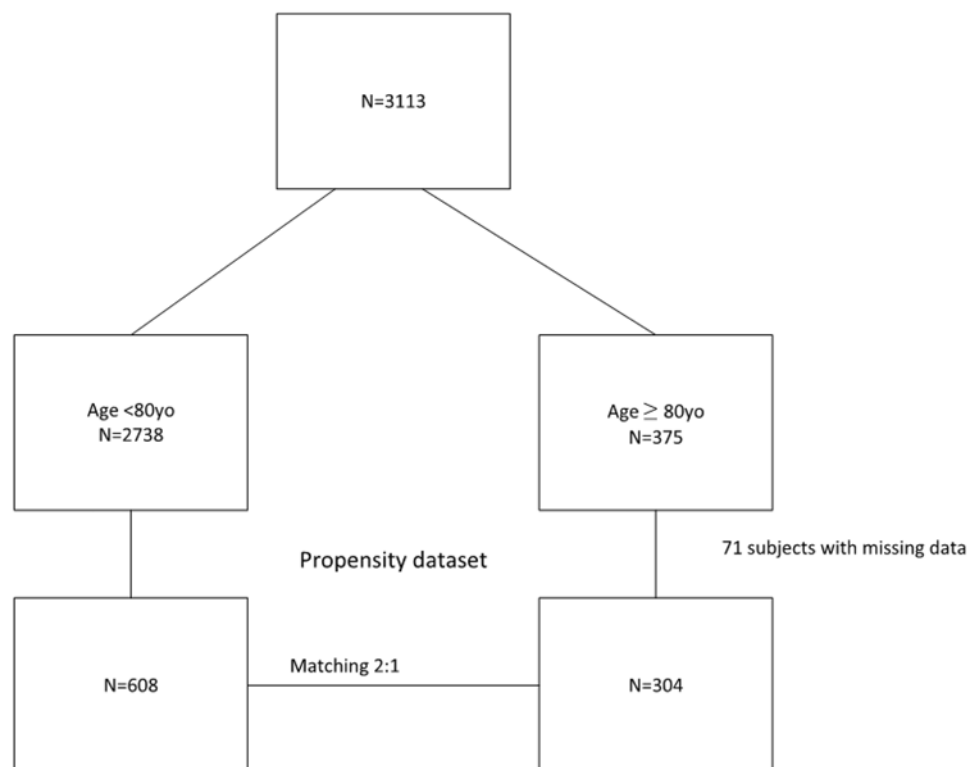 N=3113
Age <80yo
N=2738
Age ≥ 80yo
N=375
71 subjects with missing data
Propensity dataset
Matching 2:1
N=608
N=304